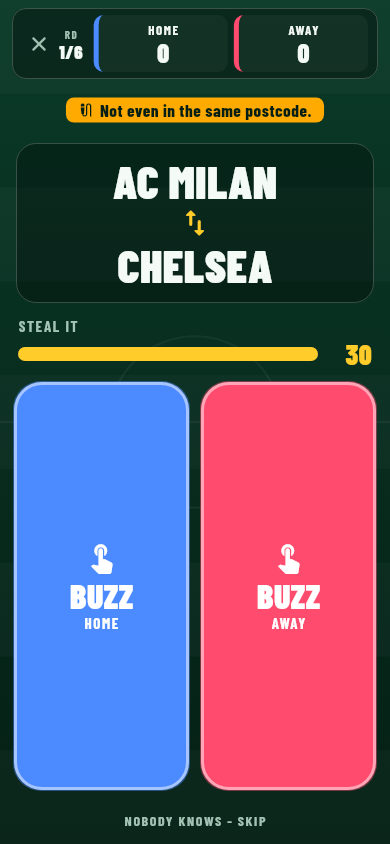 RD
1/6
HOME
0
AWAY
0
Not even in the same postcode.
AC MILAN
CHELSEA
STEAL IT
30
BUZZ
HOME
BUZZ
AWAY
NOBODY KNOWS – SKIP